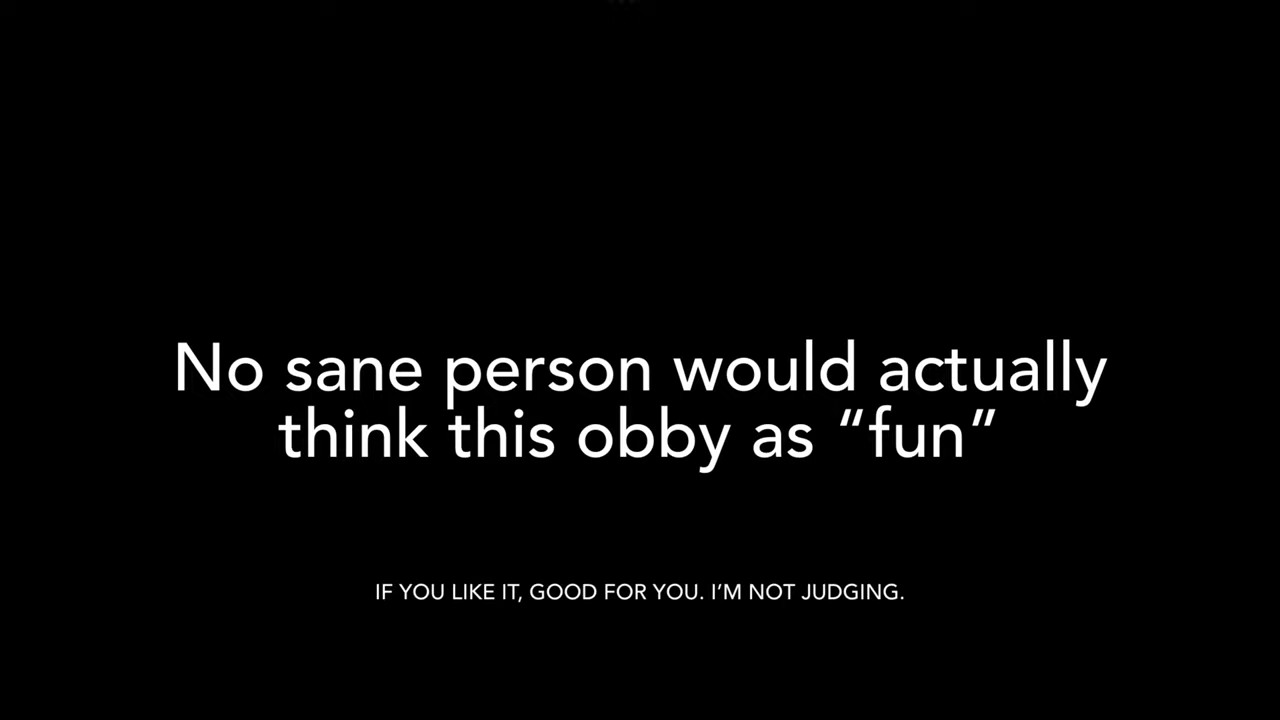 No sane person would actually
think this obby as “fun”
IF YOU LIKE IT, GOOD FOR YOU. I’M NOT JUDGING.